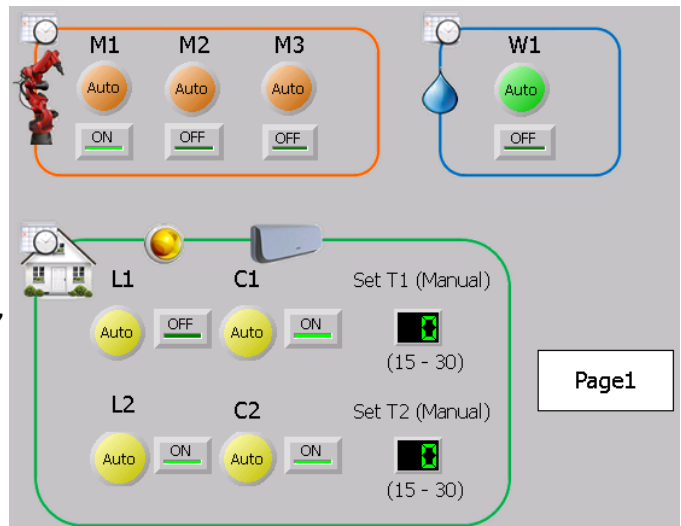 M1 M2 M3
Auto Auto Auto
ON OFF OFF
W1
Auto
OFF
L1 C1 Set T1 (Manual)
Auto OFF Auto ON 0
(15 - 30)
L2 C2 Set T2 (Manual)
Auto ON Auto ON 0
(15 - 30)
Page1